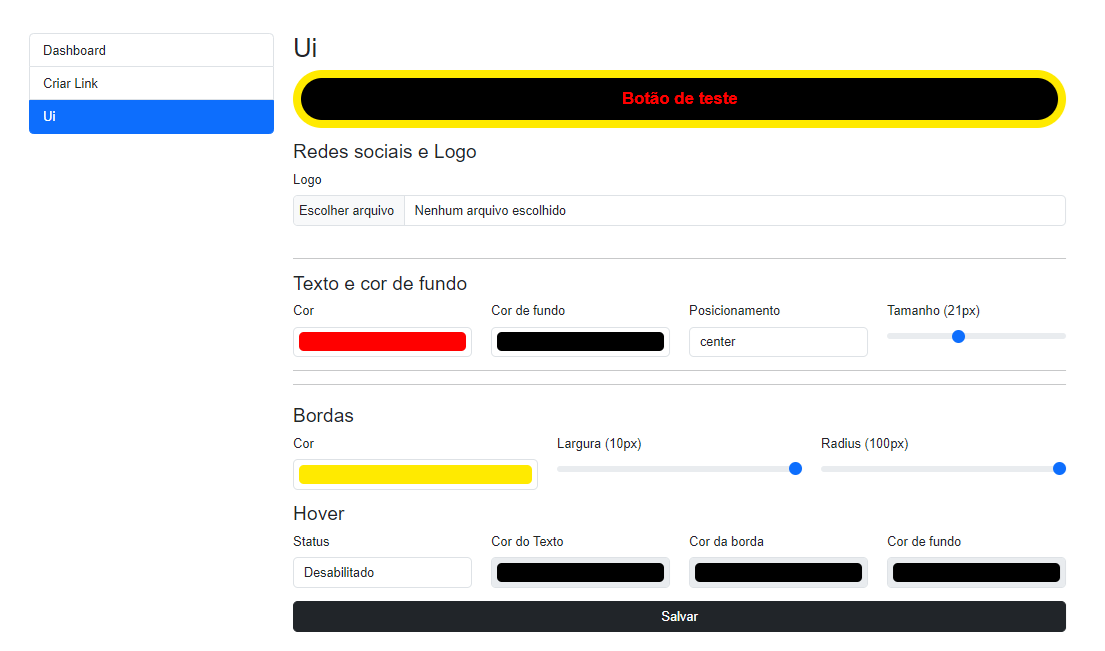 Dashboard
Criar Link
Ui
Ui
Botão de teste
Redes sociais e Logo
Logo
Escolher arquivo Nenhum arquivo escolhido
Texto e cor de fundo
Cor Cor de fundo Posicionamento Tamanho (21px)
center
Bordas
Cor Largura (10px) Radius (100px)
Hover
Status Cor do Texto Cor da borda Cor de fundo
Desabilitado
Salvar